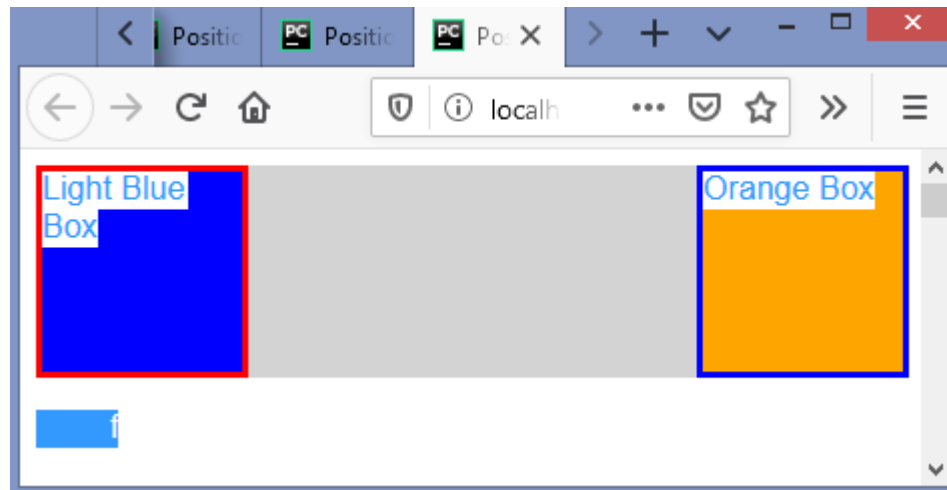 Positic
Positic
Po
localh
Light Blue
Box
Orange Box
f